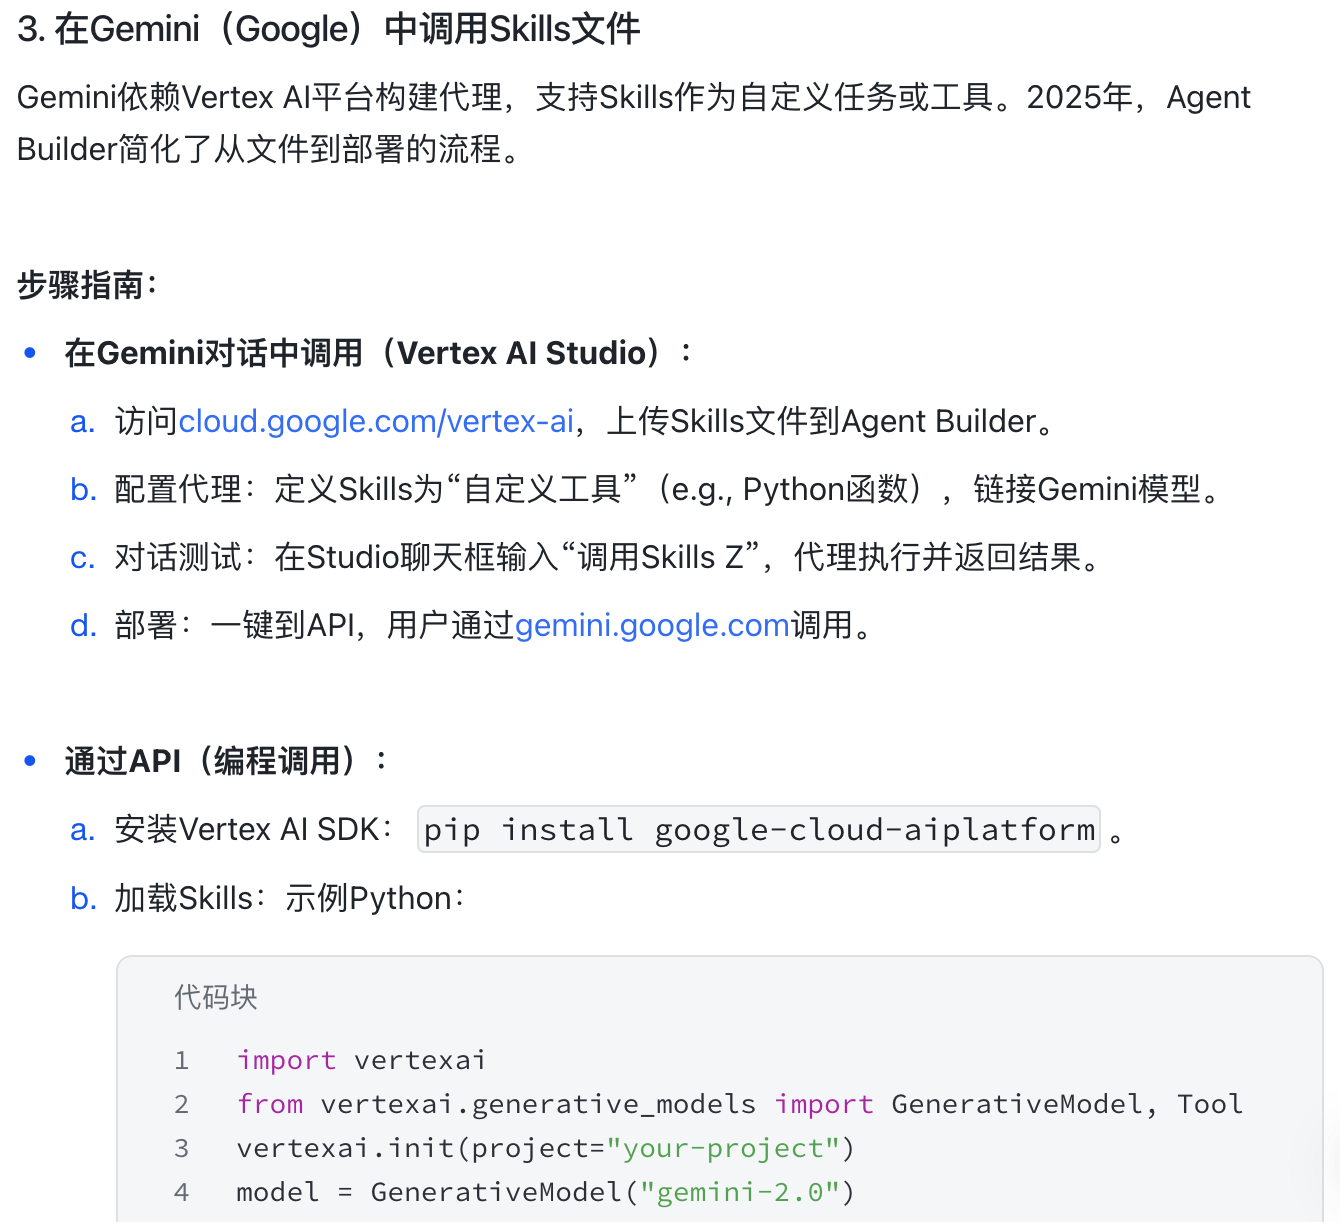 3. 在Gemini（Google）中调用Skills文件
Gemini依赖Vertex AI平台构建代理，支持Skills作为自定义任务或工具。2025年，Agent
Builder简化了从文件到部署的流程。
步骤指南：
• 在Gemini对话中调用（Vertex AI Studio）：
a. 访问cloud.google.com/vertex-ai，上传Skills文件到Agent Builder。
b. 配置代理：定义Skills为“自定义工具”（e.g., Python函数），链接Gemini模型。
c. 对话测试：在Studio聊天框输入“调用Skills Z”，代理执行并返回结果。
d. 部署：一键到API，用户通过gemini.google.com调用。
• 通过API（编程调用）：
a. 安装Vertex AI SDK： pip install google-cloud-aiplatform 。
b. 加载Skills：示例Python：
代码块
1 import vertexai
2 from vertexai.generative_models import GenerativeModel, Tool
3 vertexai.init(project="your-project")
4 model = GenerativeModel("gemini-2.0")